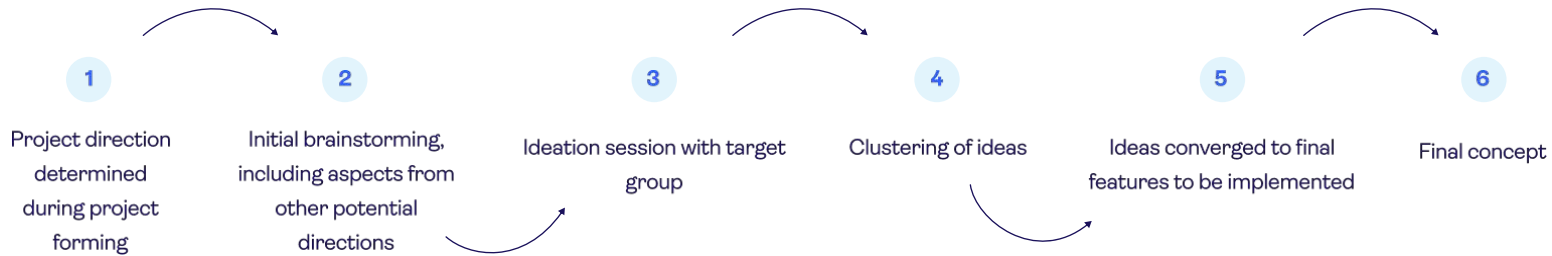 1
Project direction
determined
during project
forming
2
Initial brainstorming,
including aspects from
other potential
directions
3
Ideation session with target
group
4
Clustering of ideas
5
Ideas converged to final
features to be implemented
6
Final concept